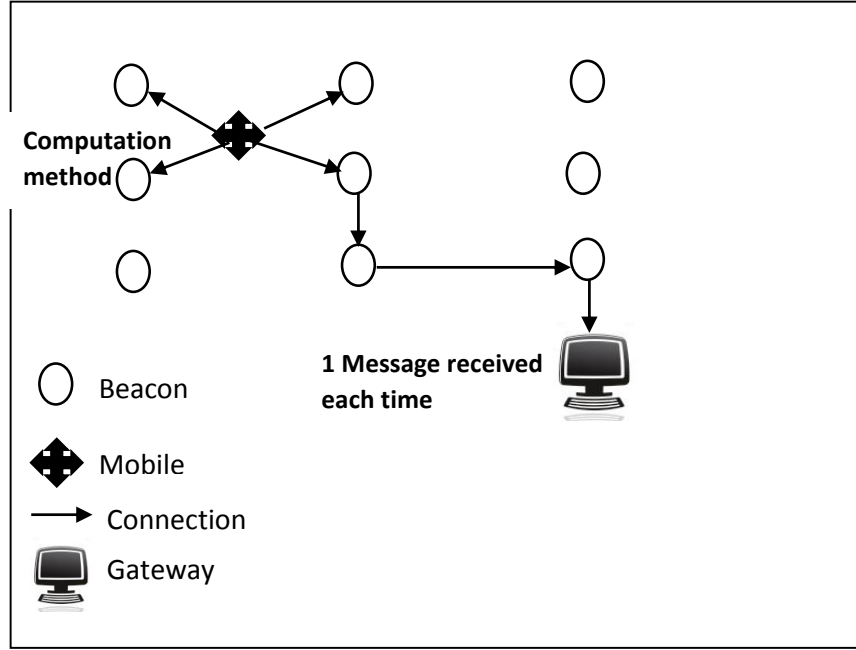 Computation
method
1 Message received
each time
Beacon
Mobile
Connection
Gateway